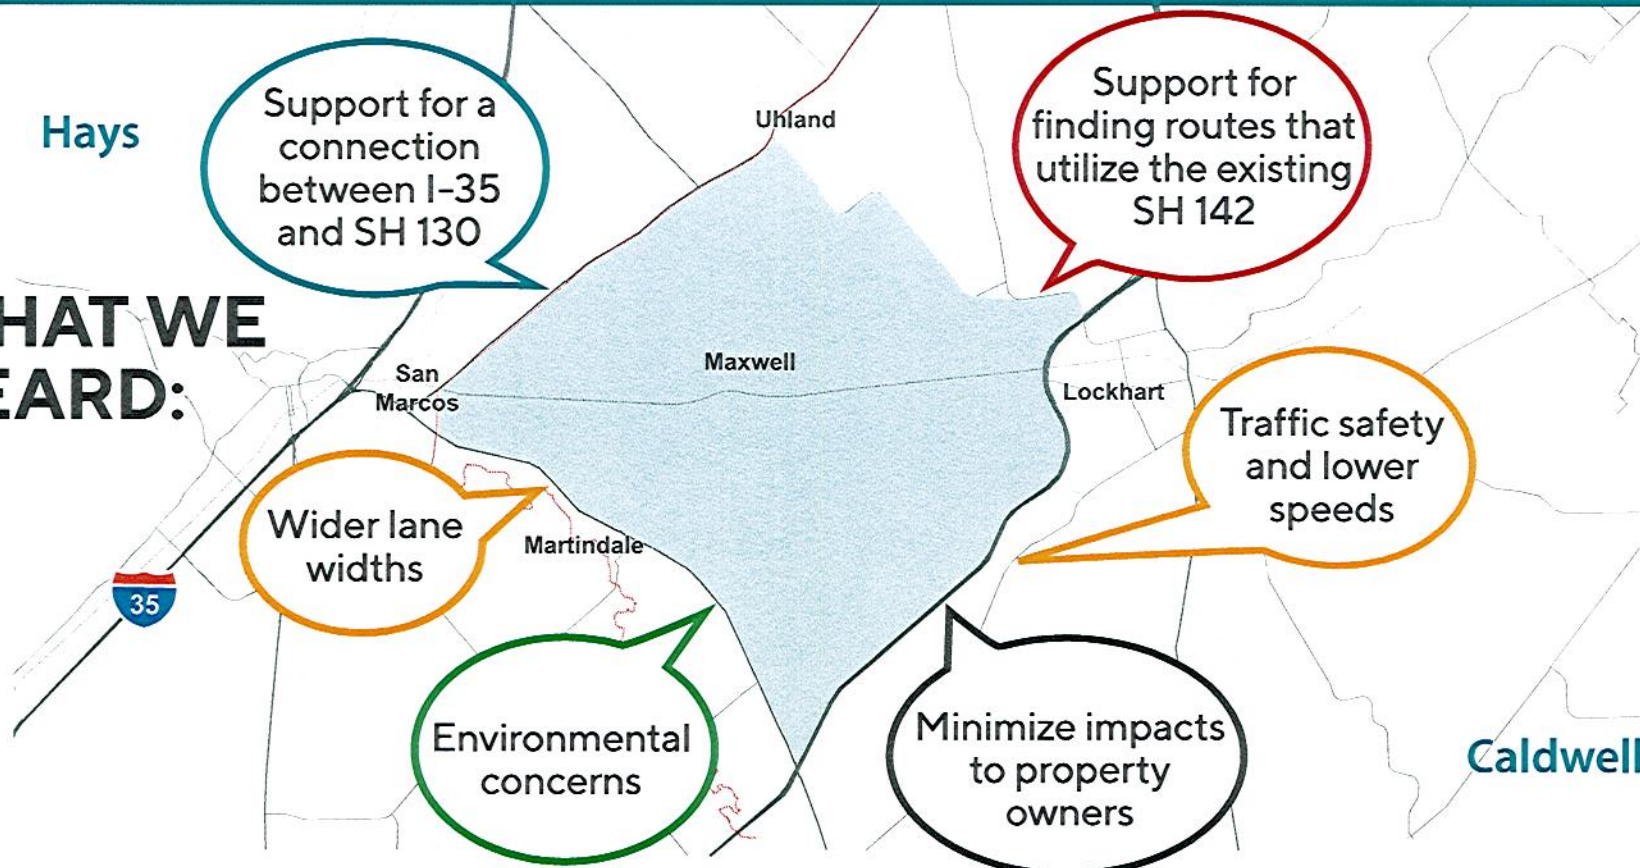 Hays
Support for a
connection
between I-35
and SH 130
Uhland
Support for
finding routes that
utilize the existing
SH 142
HAT WE
EARD:
San
Marcos
Maxwell
Lockhart
Traffic safety
and lower
speeds
Wider lane
widths
Martindale
35
Environmental
concerns
Minimize impacts
to property
owners
Caldwell